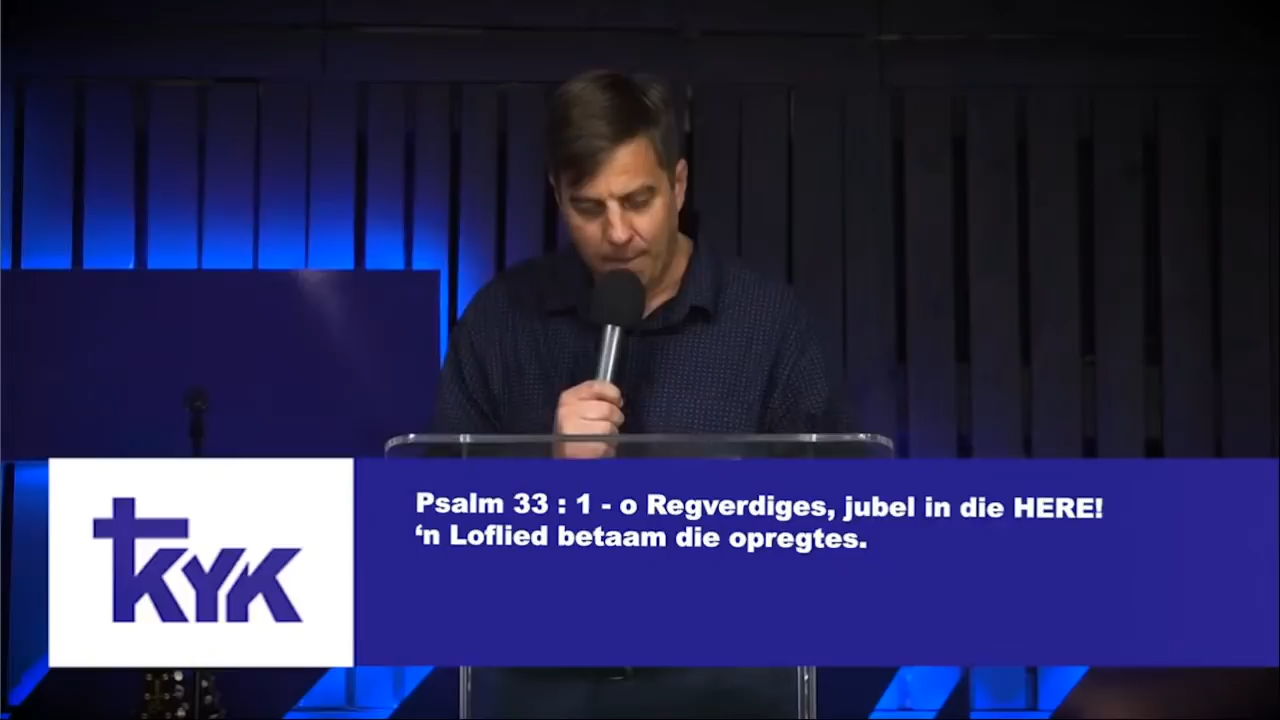 Psalm 33 : 1 - o Regverdiges, jubel in die HERE!
‘n Loflied betaam die opregtes.
KYK